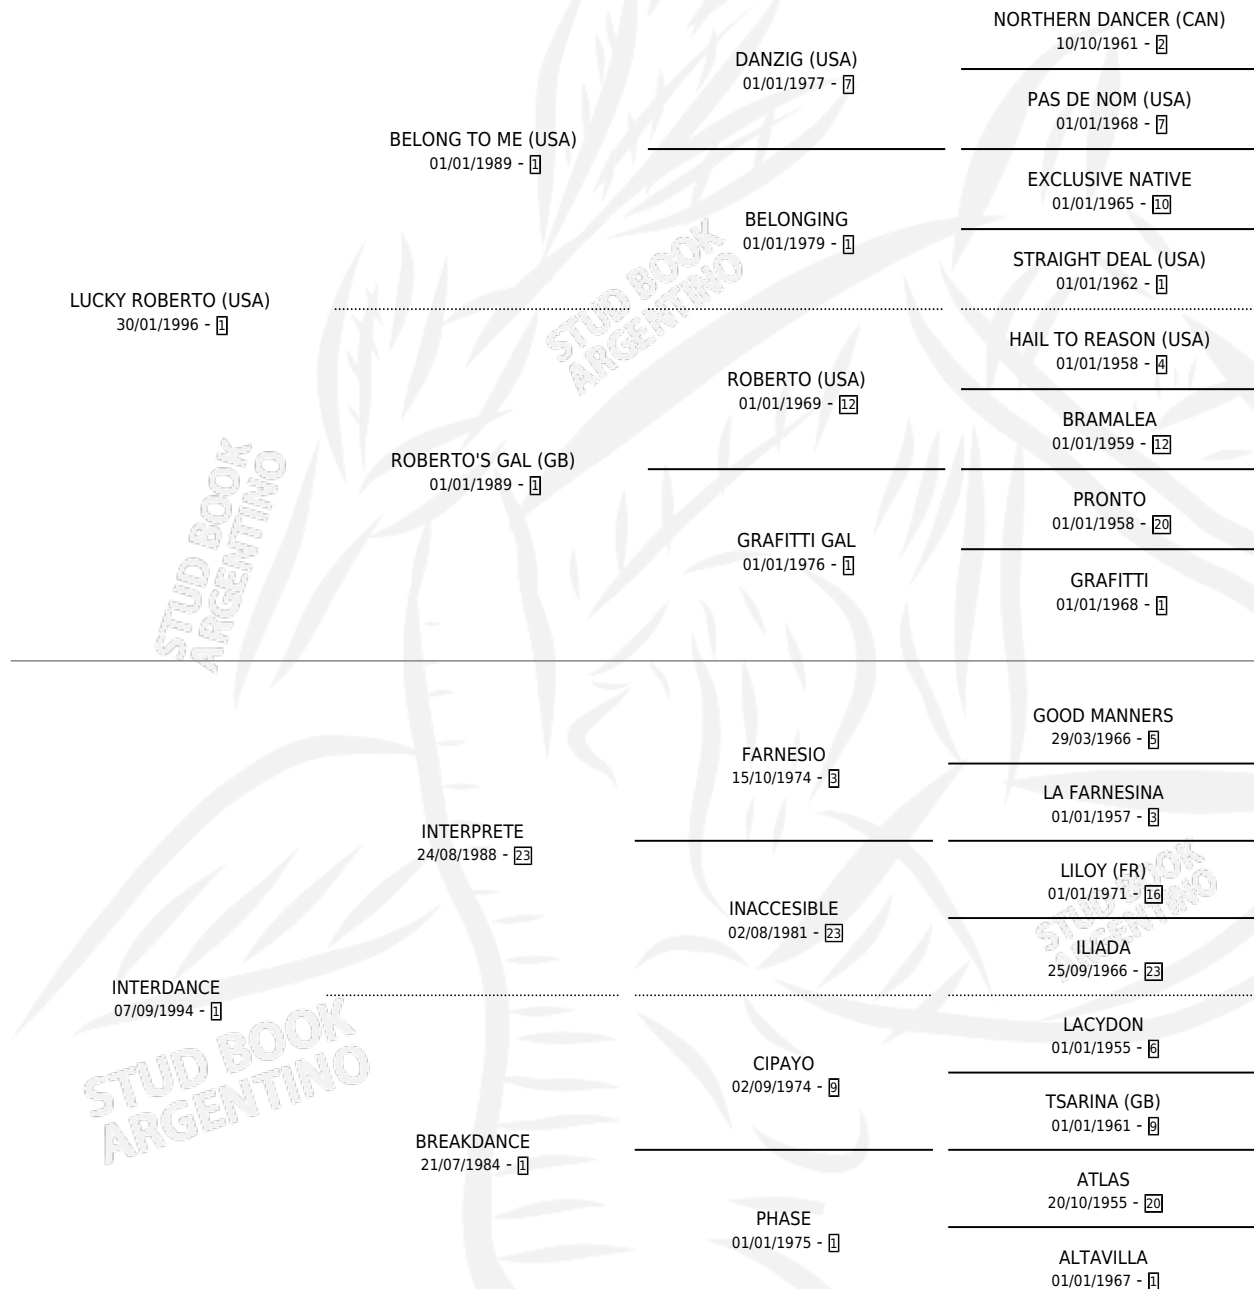 NORTHERN DANCER (CAN)
10/10/1961 - 2
DANZIG (USA)
01/01/1977 - 7
PAS DE NOM (USA)
01/01/1968 - 7
BELONG TO ME (USA)
01/01/1989 - 1
EXCLUSIVE NATIVE
01/01/1965 - 10
BELONGING
01/01/1979 - 1
STRAIGHT DEAL (USA)
01/01/1962 - 1
LUCKY ROBERTO (USA)
30/01/1996 - 1
HAIL TO REASON (USA)
01/01/1958 - 4
ROBERTO (USA)
01/01/1969 - 12
BRAMALEA
01/01/1959 - 12
ROBERTO'S GAL (GB)
01/01/1989 - 1
PRONTO
01/01/1958 - 20
GRAFITTI GAL
01/01/1976 - 1
GRAFITTI
01/01/1968 - 1
GOOD MANNERS
29/03/1966 - 5
FARNESIO
15/10/1974 - 3
LA FARNESINA
01/01/1957 - 3
INTERPRETE
24/08/1988 - 23
LILOY (FR)
01/01/1971 - 16
INACCESIBLE
02/08/1981 - 23
ILIADA
25/09/1966 - 23
INTERDANCE
07/09/1994 - 1
LACYDON
01/01/1955 - 6
CIPAYO
02/09/1974 - 9
TSARINA (GB)
01/01/1961 - 9
BREAKDANCE
21/07/1984 - 1
ATLAS
20/10/1955 - 20
PHASE
01/01/1975 - 1
ALTAVILLA
01/01/1967 - 1
STUD BOOK
ARGENTINO
STUD BOOK
ARGENTINO
STUD BOOK
ARGENTINO
STUD BOOK
ARGENTINO